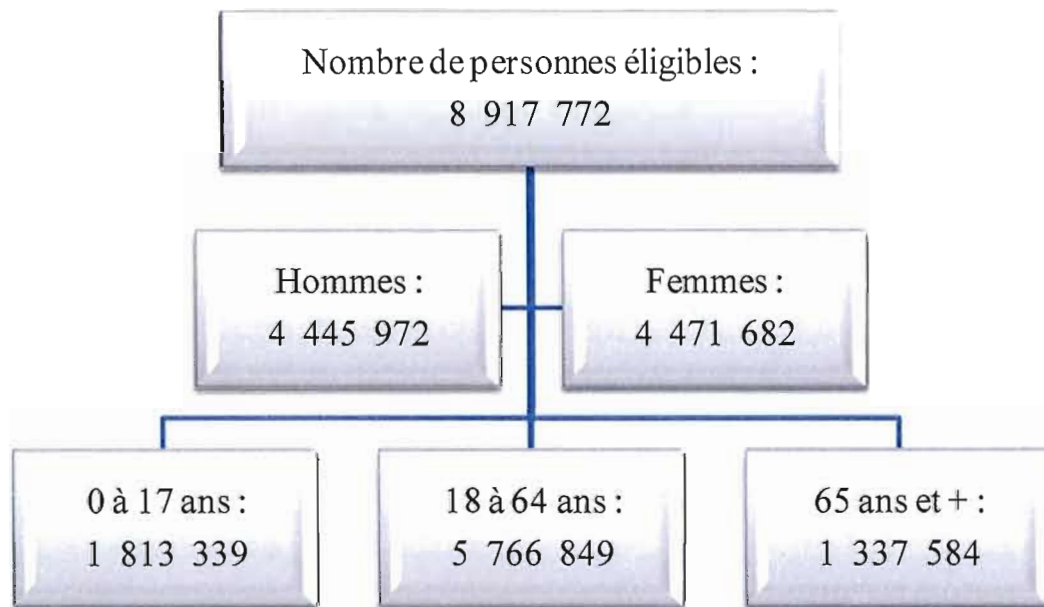 Nombre de personnes éligibles :
8 917 772
Hommes :
4 445 972
Femmes :
4 471 682
0 à 17 ans :
1 813 339
18 à 64 ans :
5 766 849
65 ans et + :
1 337 584